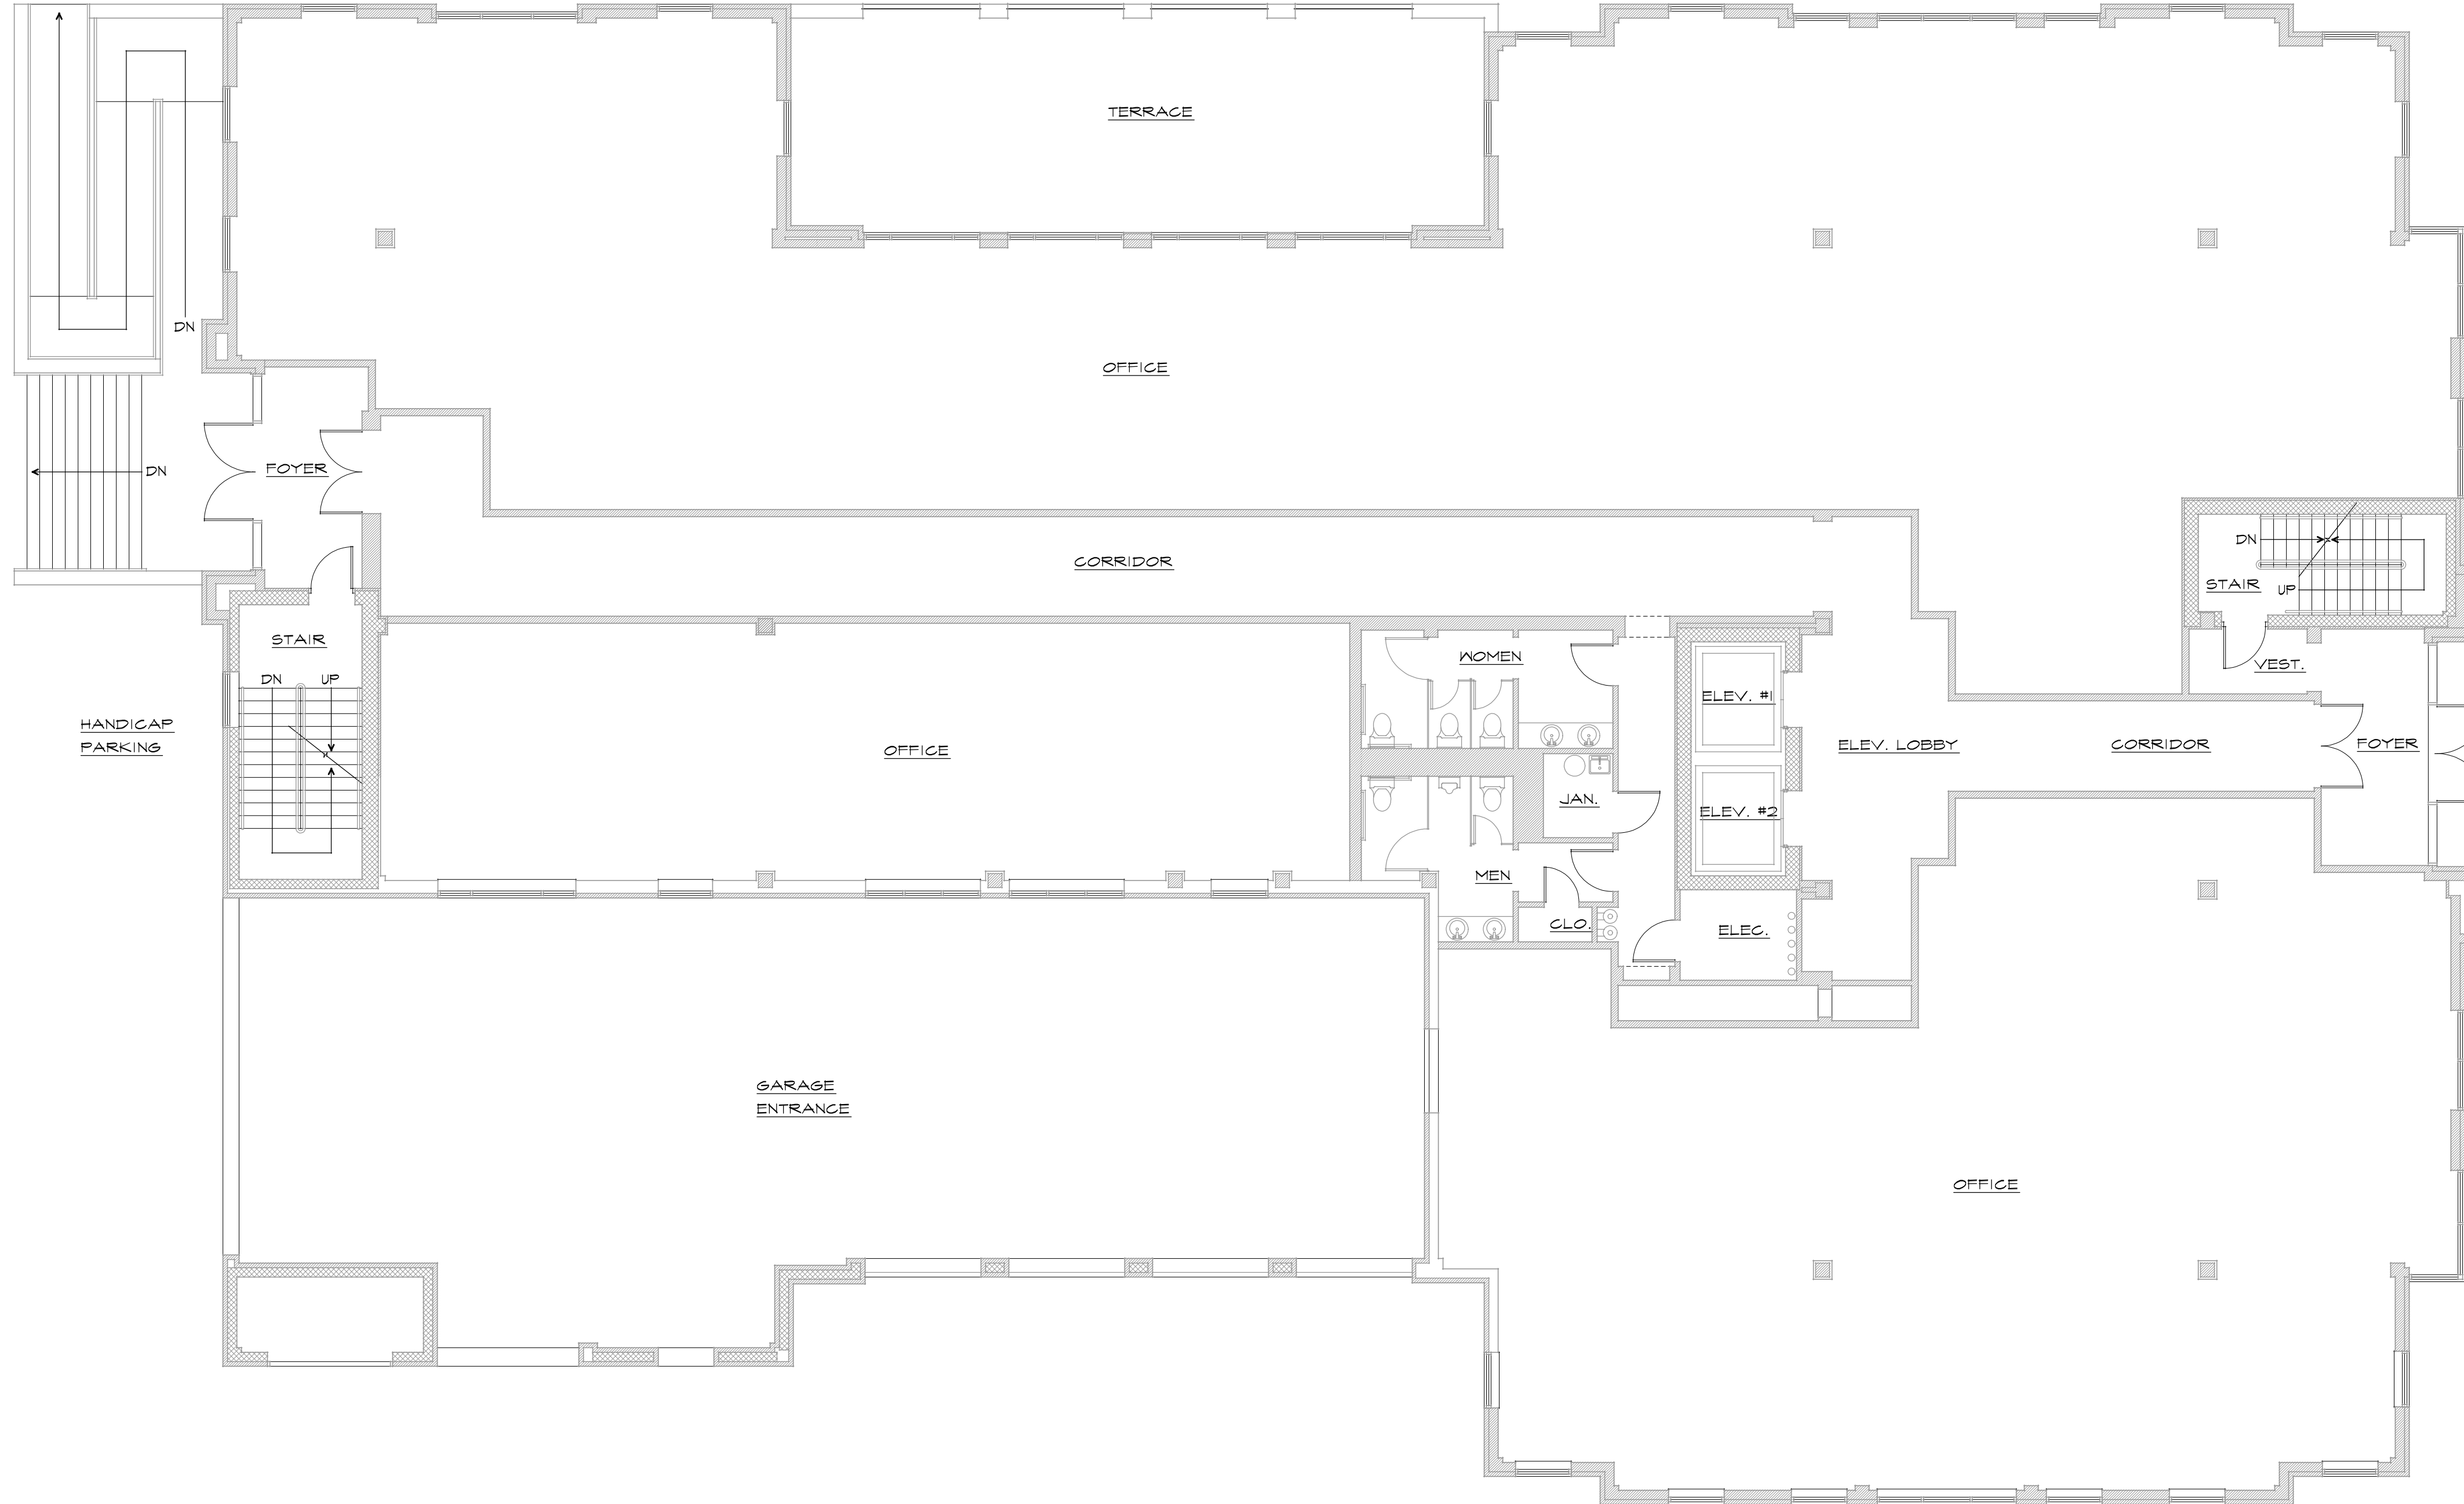 TERRACE
DN
OFFICE
DN
FOYER
DN
CORRIDOR
STAIR
UP
STAIR
WOMEN
VEST.
DN
UP
ELEV. #1
HANDICAP
PARKING
OFFICE
ELEV. LOBBY
CORRIDOR
FOYER
JAN.
ELEV. #2
MEN
CLO.
ELEC.
GARAGE
ENTRANCE
OFFICE